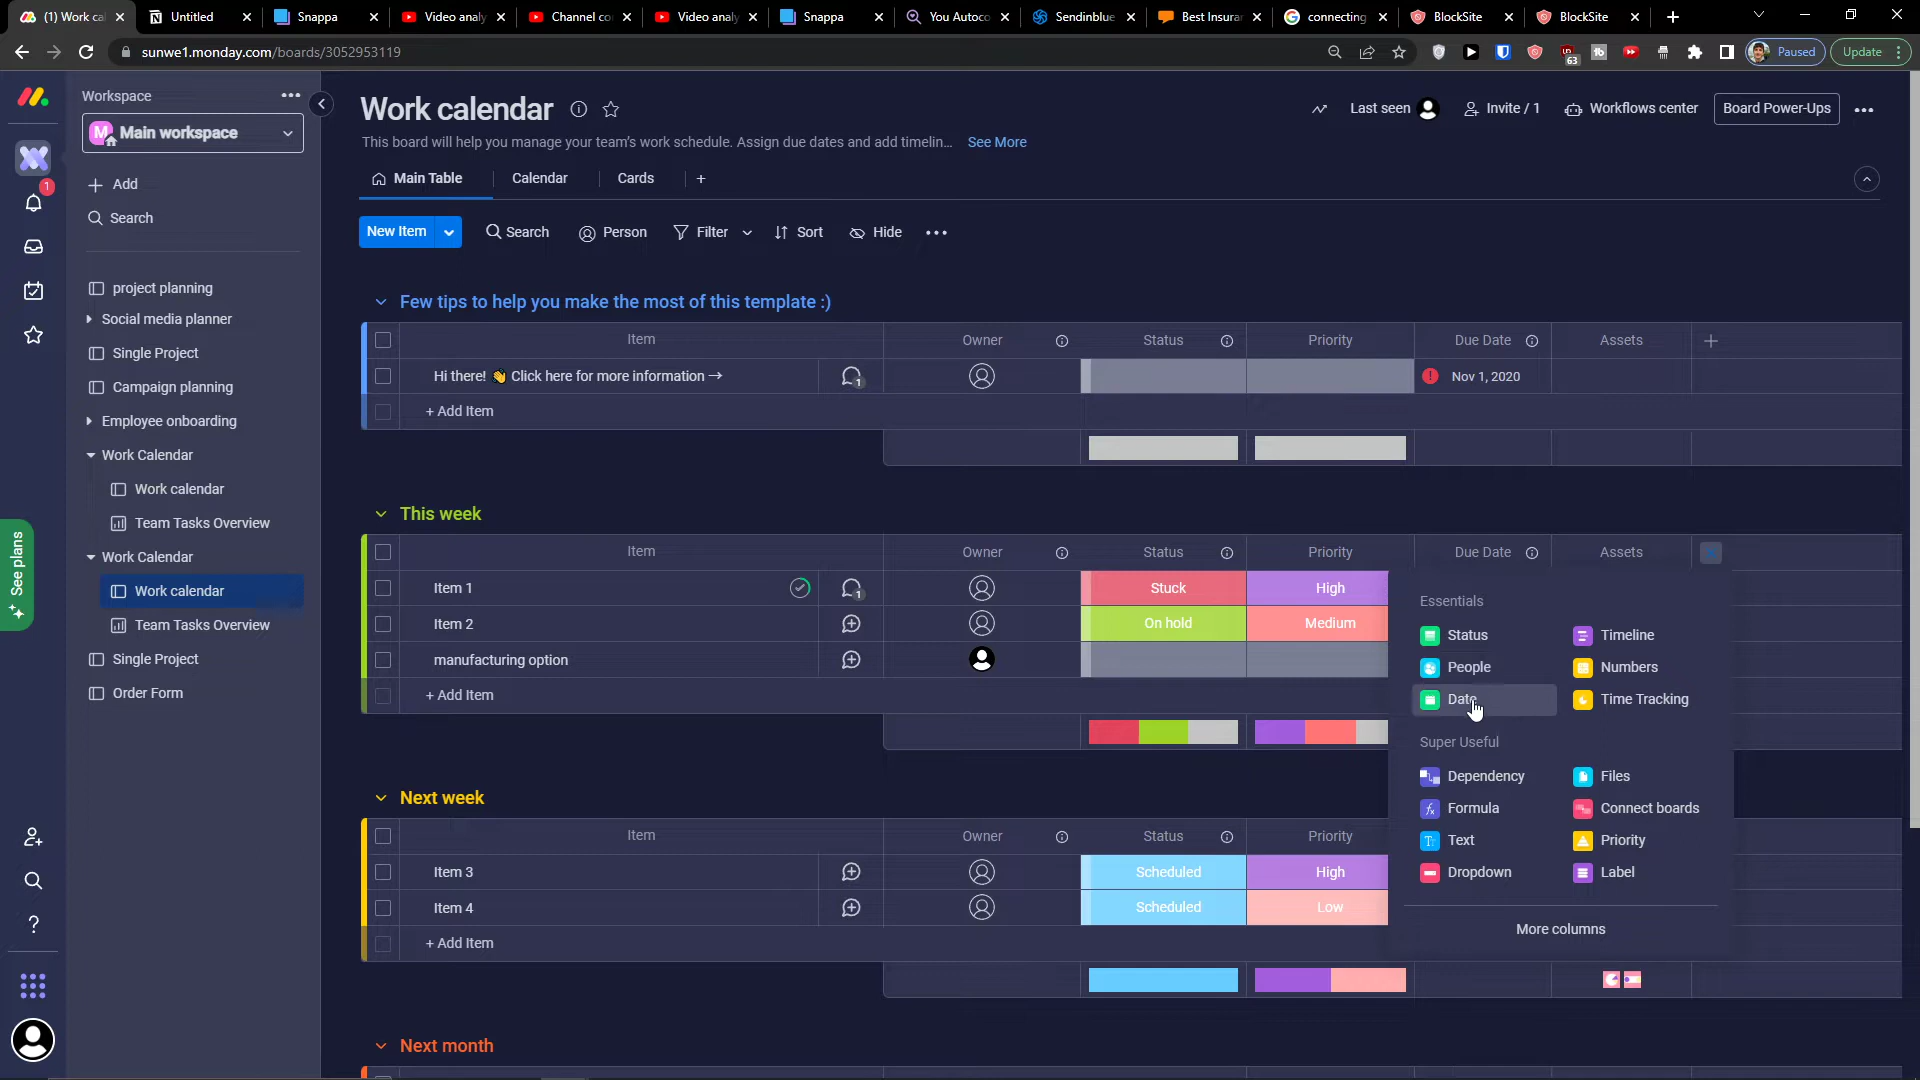 (1) Work ca
Untitled
Snappa
Video analy
Channel co
Video analy
Snappa
You Autoco
Sendinblue
Best Insurar
connecting
BlockSite
BlockSite
sunwe1.monday.com/boards/3052953119
63
Paused
Update
Workspace
M
Main workspace
Add
Search
1
project planning
Social media planner
Single Project
Campaign planning
Employee onboarding
Work Calendar
Work calendar
Team Tasks Overview
Work Calendar
Work calendar
Team Tasks Overview
Single Project
Order Form
See plans
Work calendar
Last seen
Invite / 1
Workflows center
Board Power-Ups
This board will help you manage your team's work schedule. Assign due dates and add timelin...
See More
Main Table
Calendar
Cards
New Item
Search
Person
Filter
Sort
Hide
Few tips to help you make the most of this template :)
Item Owner Status Priority Due Date Assets
Hi there! 👋 Click here for more information →
1
Nov 1, 2020
+ Add Item
This week
Item Owner Status Priority Due Date Assets
Item 1
1
Stuck
High
Item 2
On hold
Medium
manufacturing option
+ Add Item
Essentials
Status
Timeline
People
Numbers
Date
Time Tracking
Super Useful
Dependency
Files
Formula
Connect boards
Text
Priority
Dropdown
Label
More columns
Next week
Item Owner Status Priority
Item 3
Scheduled
High
Item 4
Scheduled
Low
+ Add Item
Next month